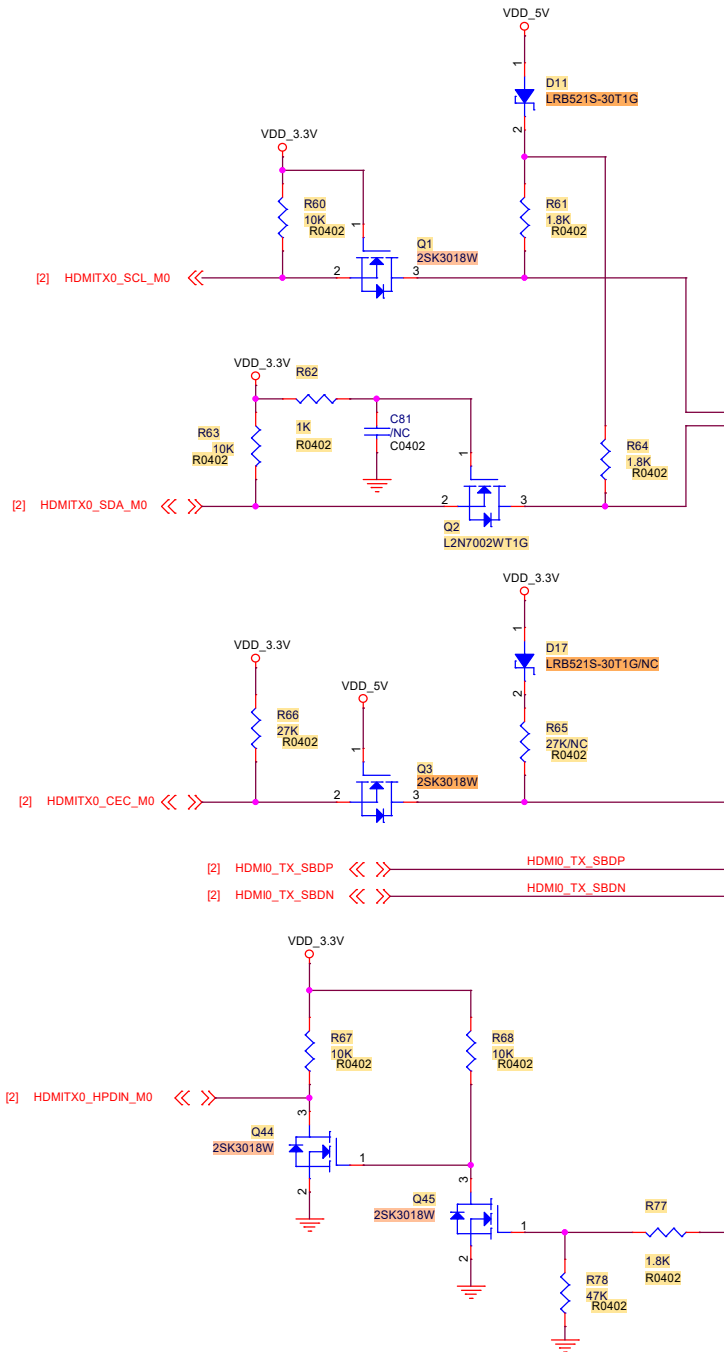 VDD_5V
1
D11
LRB521S-30T1G
2
VDD_3.3V
R60
10K
R0402
1
R61
1.8K
R0402
Q1
2SK3018W
[2] HDMITX0_SCL_M0
2
3
VDD_3.3V
R62
1K
R0402
C81
/NC
C0402
R63
10K
R0402
1
R64
1.8K
R0402
[2] HDMITX0_SDA_M0
2
3
Q2
L2N7002WT1G
VDD_3.3V
1
D17
LRB521S-30T1G/NC
2
VDD_3.3V
VDD_5V
R66
27K
R0402
1
R65
27K/NC
R0402
Q3
2SK3018W
[2] HDMITX0_CEC_M0
2
3
[2] HDMI0_TX_SBDP
HDMI0_TX_SBDP
[2] HDMI0_TX_SBDN
HDMI0_TX_SBDN
VDD_3.3V
R67
10K
R0402
R68
10K
R0402
[2] HDMITX0_HPDIN_M0
3
Q44
2SK3018W
1
2
3
Q45
2SK3018W
1
2
R77
1.8K
R0402
R78
47K
R0402